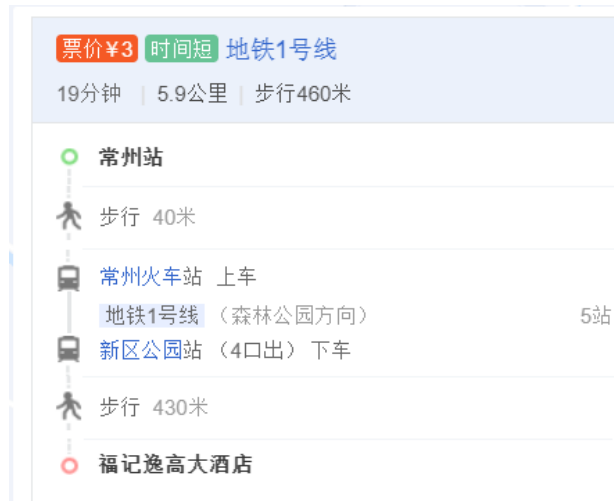 票价¥3 时间短 地铁1号线
19分钟 | 5.9公里 | 步行460米
常州站
步行 40米
常州火车站 上车
地铁1号线 （森林公园方向） 5站
新区公园站 （4口出） 下车
步行 430米
福记逸高大酒店